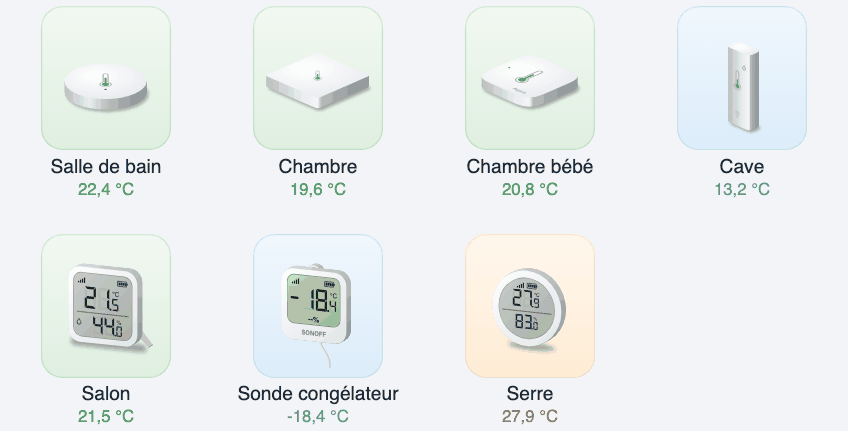 Salle de bain
22,4 °C
Chambre
19,6 °C
Chambre bébé
20,8 °C
Cave
13,2 °C
21.5 °C
44.0 %
Salon
21,5 °C
-18.4 °C
--%
SONOFF
Sonde congélateur
-18,4 °C
27.9 °C
83.0 %
Serre
27,9 °C